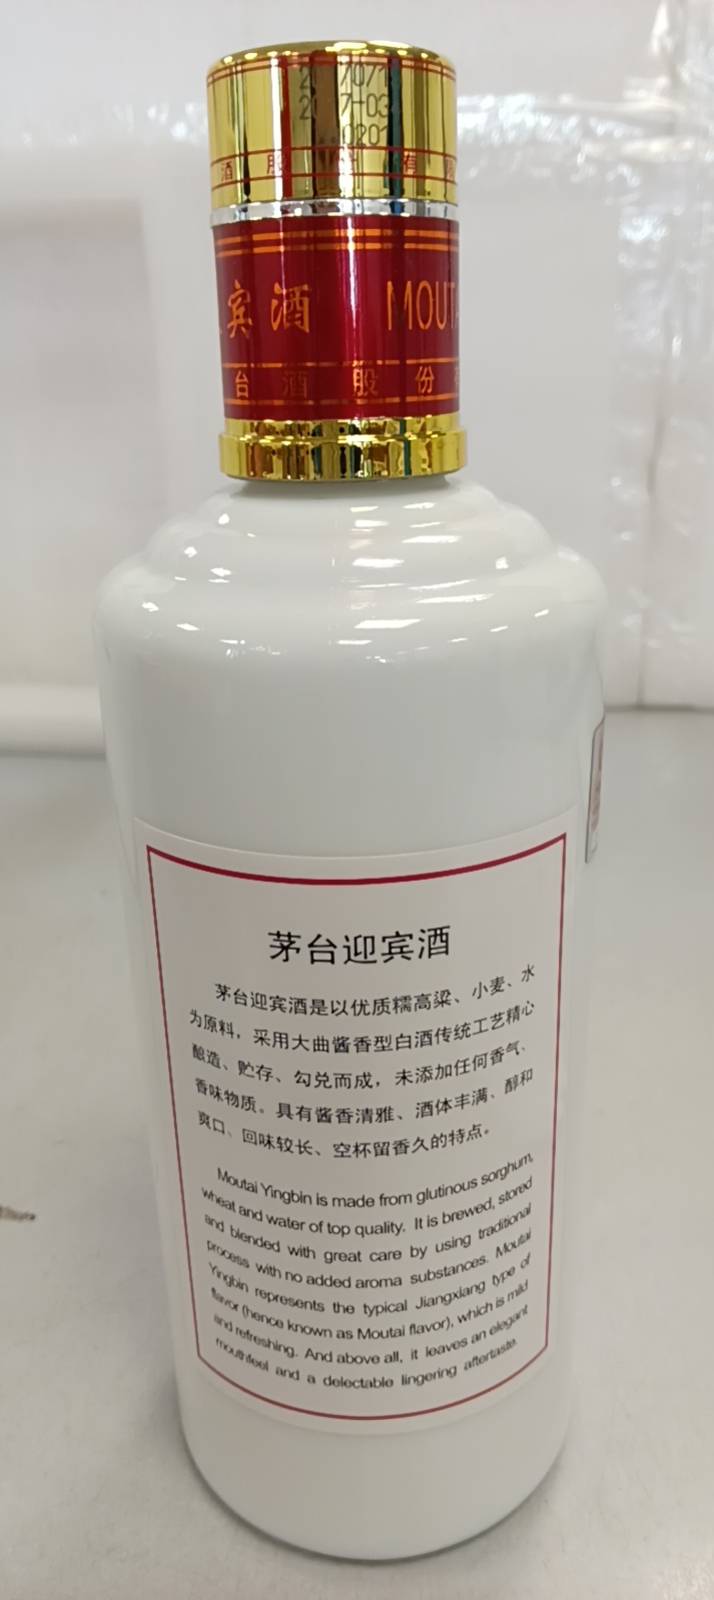 酒 股 有
宾酒 MOUTA
台 酒 股 份
茅台迎宾酒
茅台迎宾酒是以优质糯高粱、小麦、水
为原料，采用大曲酱香型白酒传统工艺精心
酿造、贮存、勾兑而成，未添加任何香气、
香味物质。具有酱香清雅、酒体丰满、醇和
爽口、回味较长、空杯留香久的特点。
Moutai Yingbin is made from glutinous sorghum,
wheat and water of top quality. It is brewed, stored
and blended with great care by using traditional
process with no added aroma substances. Moutai
Yingbin represents the typical Jiangxiang type of
flavor (hence known as Moutai flavor), which is mild
and refreshing. And above all, it leaves an elegant
mouthfeel and a delectable lingering aftertaste.